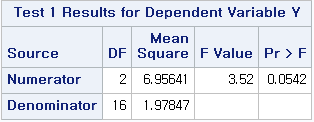 Test 1 Results for Dependent Variable Y
Source DF Mean Square F Value Pr > F
Numerator 2 6.95641 3.52 0.0542
Denominator 16 1.97847